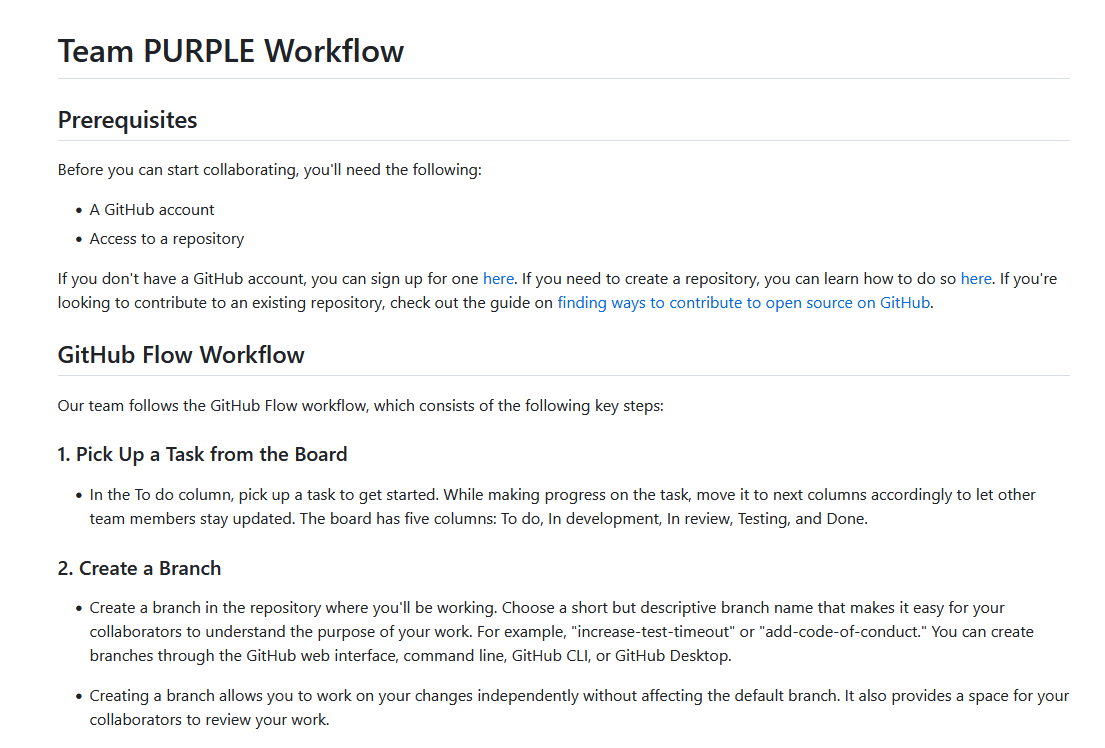 Team PURPLE Workflow
Prerequisites
Before you can start collaborating, you'll need the following:
• A GitHub account
• Access to a repository
If you don't have a GitHub account, you can sign up for one here. If you need to create a repository, you can learn how to do so here. If you're
looking to contribute to an existing repository, check out the guide on finding ways to contribute to open source on GitHub.
GitHub Flow Workflow
Our team follows the GitHub Flow workflow, which consists of the following key steps:
1. Pick Up a Task from the Board
• In the To do column, pick up a task to get started. While making progress on the task, move it to next columns accordingly to let other
team members stay updated. The board has five columns: To do, In development, In review, Testing, and Done.
2. Create a Branch
• Create a branch in the repository where you'll be working. Choose a short but descriptive branch name that makes it easy for your
collaborators to understand the purpose of your work. For example, "increase-test-timeout" or "add-code-of-conduct." You can create
branches through the GitHub web interface, command line, GitHub CLI, or GitHub Desktop.
• Creating a branch allows you to work on your changes independently without affecting the default branch. It also provides a space for your
collaborators to review your work.